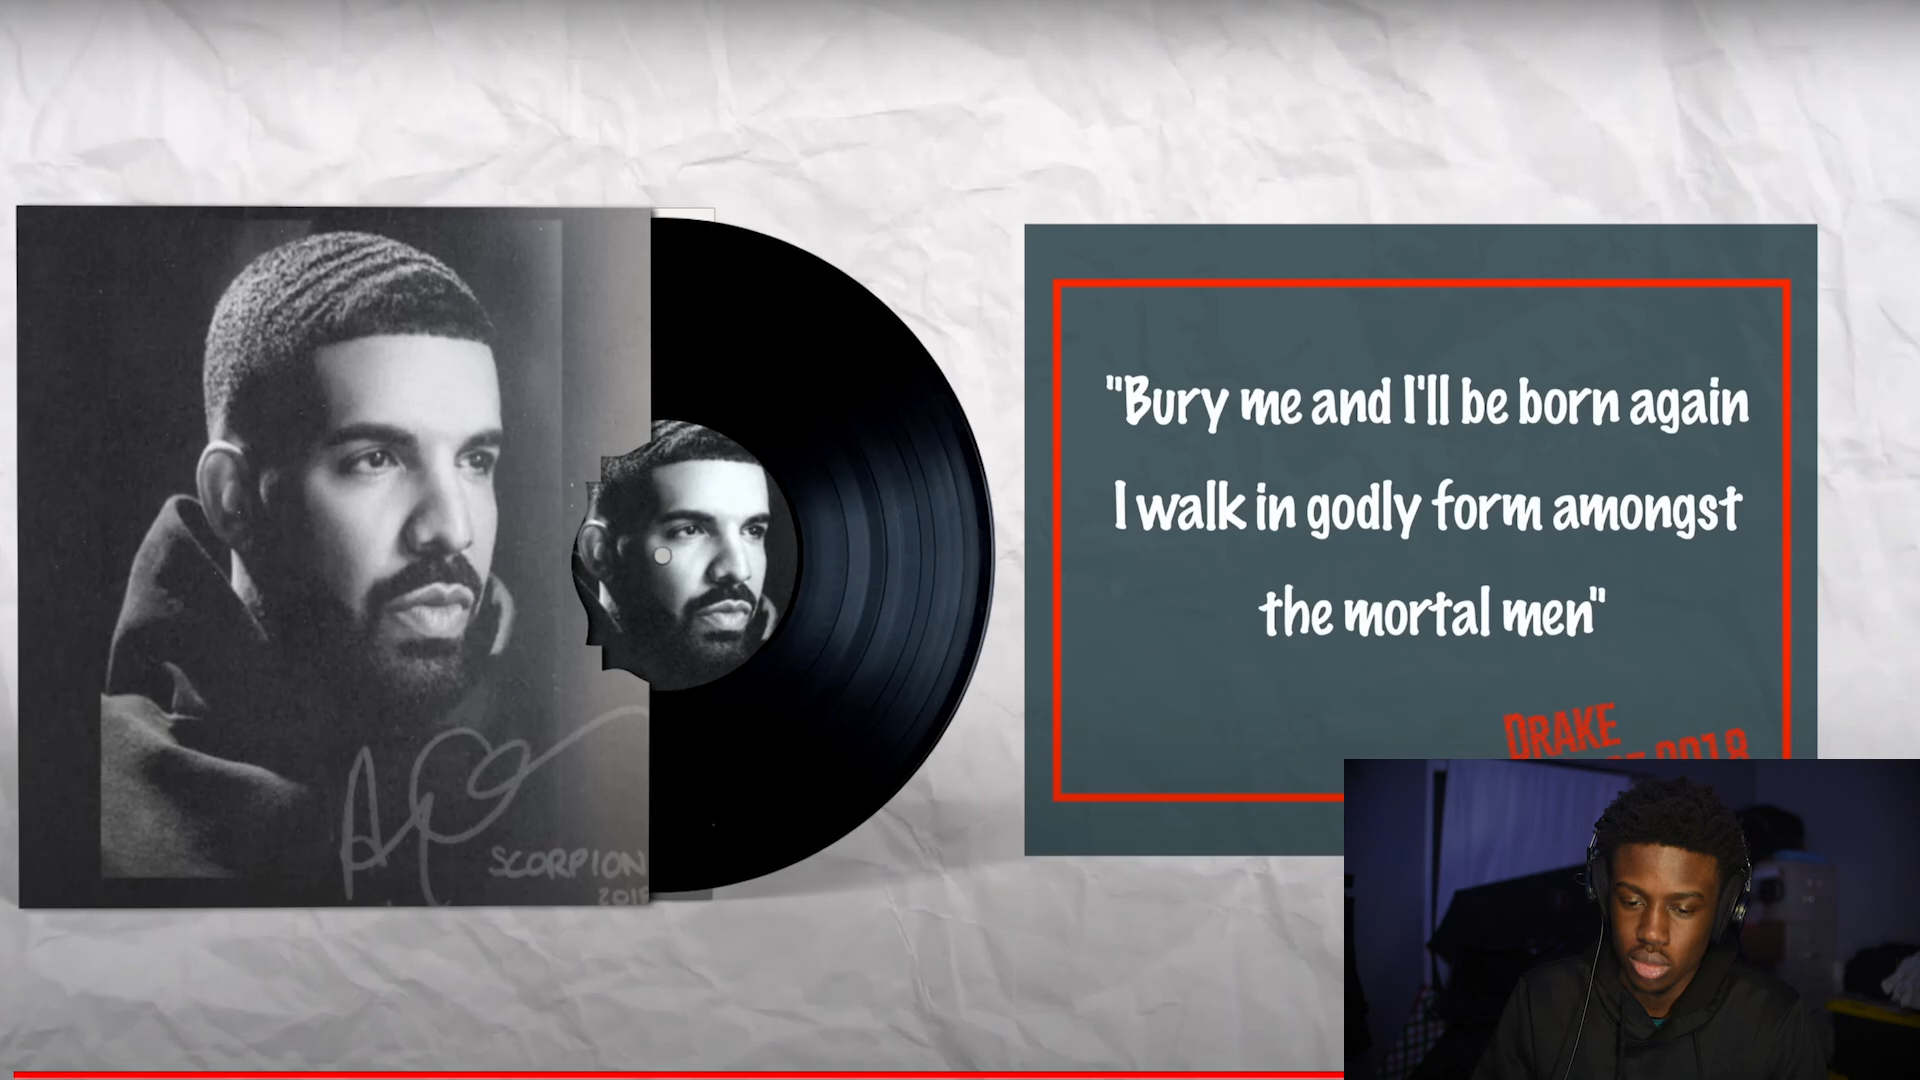 SCORPION
"Bury me and I'll be born again
I walk in godly form amongst
the mortal men"
DRAKE